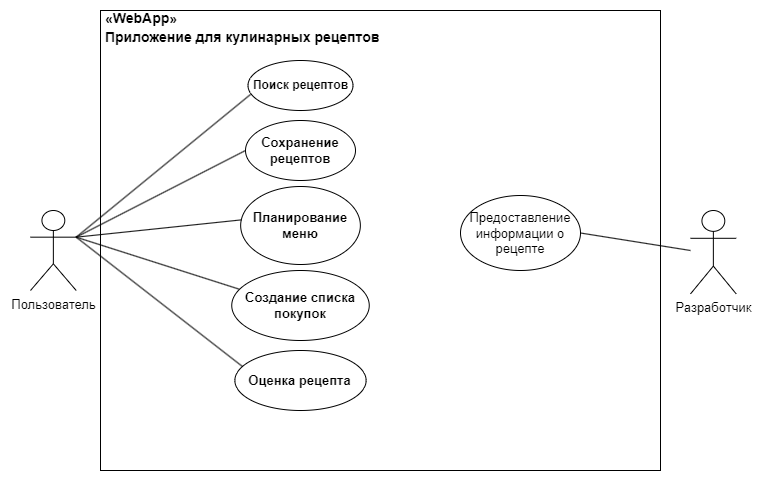 «WebApp»
Приложение для кулинарных рецептов
Поиск рецептов
Сохранение
рецептов
Планирование
меню
Создание списка
покупок
Оценка рецепта
Предоставление
информации о
рецепте
Пользователь
Разработчик